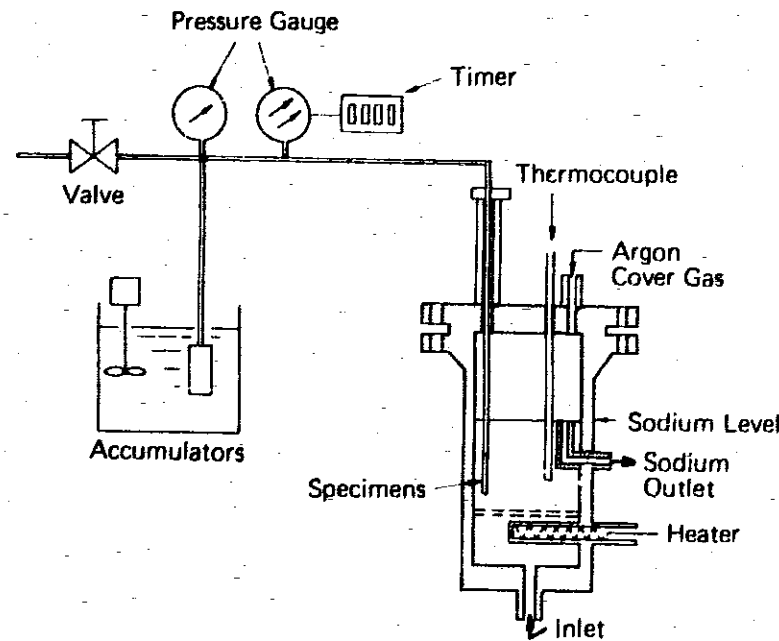 Pressure Gauge
Timer
Valve
Thermocouple
Argon
Cover Gas
Accumulators
Sodium Level
Specimens
Sodium
Outlet
Heater
Inlet